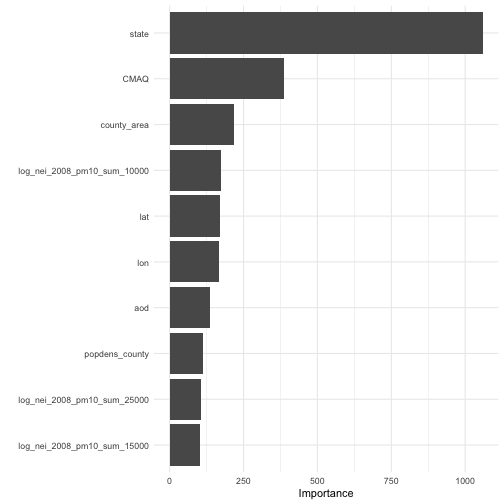 state
CMAQ
county_area
log_nei_2008_pm10_sum_10000
lat
lon
aod
popdens_county
log_nei_2008_pm10_sum_25000
log_nei_2008_pm10_sum_15000
0 250 500 750 1000
Importance